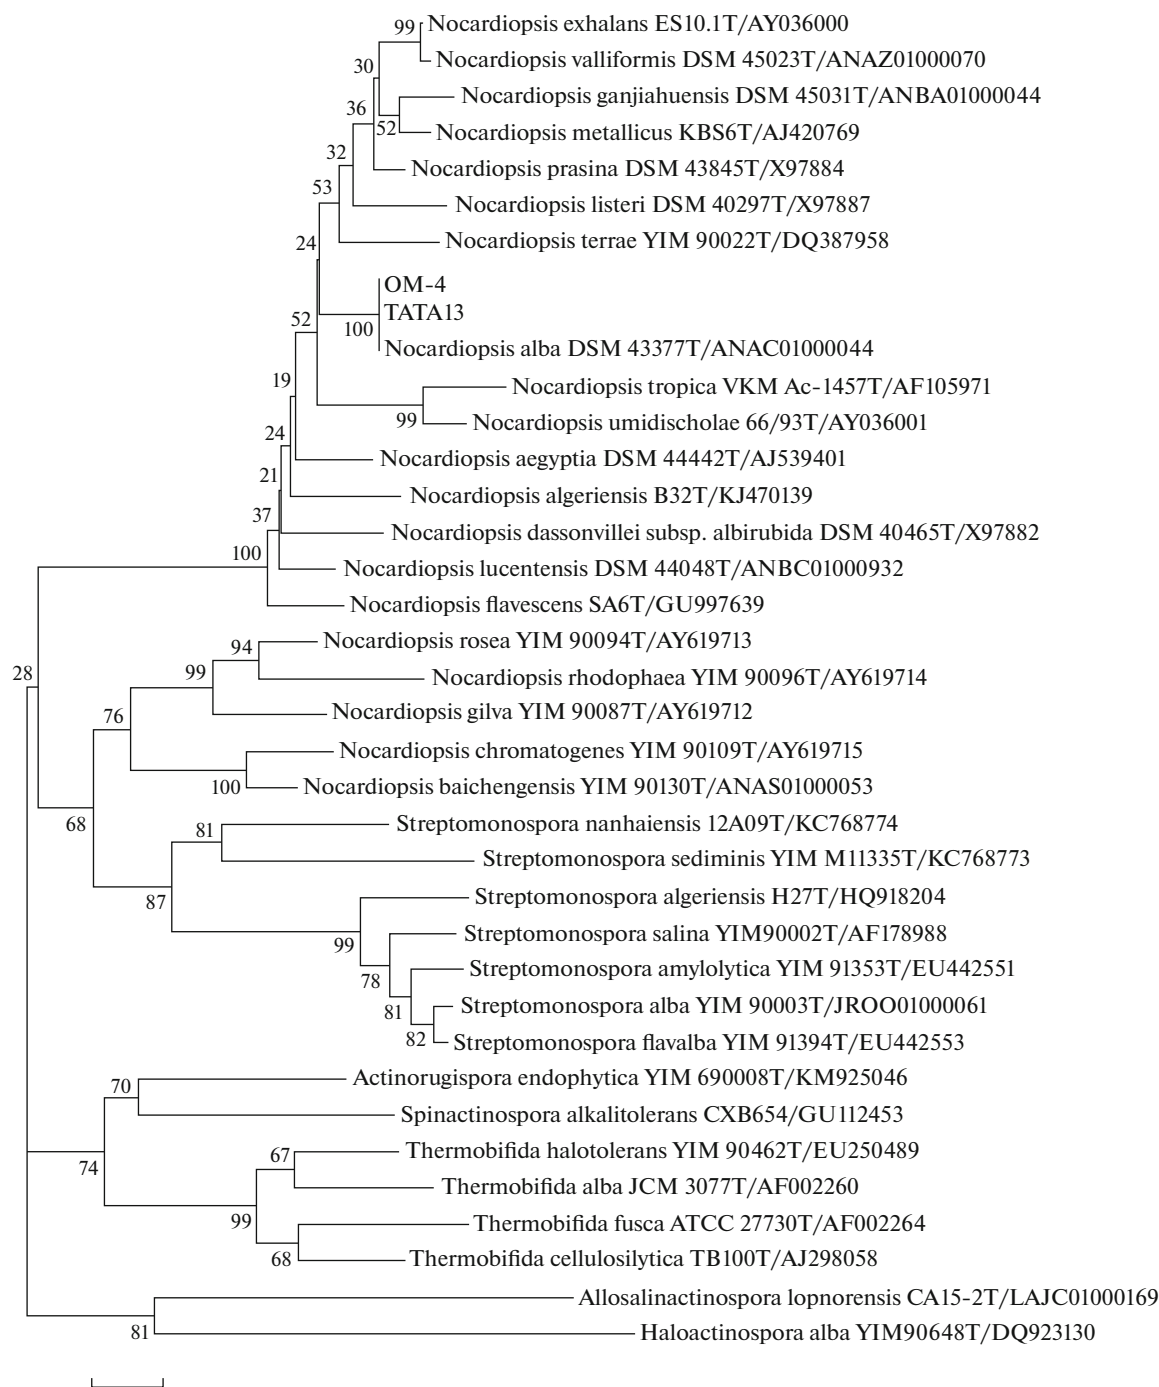 99 Nocardiopsis exhalans ES10.1T/AY036000
Nocardiopsis valliformis DSM 45023T/ANAZ01000070
30
Nocardiopsis ganjiahuensis DSM 45031T/ANBA01000044
36
52 Nocardiopsis metallicus KBS6T/AJ420769
32
Nocardiopsis prasina DSM 43845T/X97884
53
Nocardiopsis listeri DSM 40297T/X97887
24
Nocardiopsis terrae YIM 90022T/DQ387958
OM-4
TATA13
52
100
Nocardiopsis alba DSM 43377T/ANAC01000044
19
Nocardiopsis tropica VKM Ac-1457T/AF105971
99
Nocardiopsis umidischolae 66/93T/AY036001
24
Nocardiopsis aegyptia DSM 44442T/AJ539401
21
Nocardiopsis algeriensis B32T/KJ470139
37
Nocardiopsis dassonvillei subsp. albirubida DSM 40465T/X97882
100
Nocardiopsis lucentensis DSM 44048T/ANBC01000932
Nocardiopsis flavescens SA6T/GU997639
94
Nocardiopsis rosea YIM 90094T/AY619713
28
99
Nocardiopsis rhodophaea YIM 90096T/AY619714
76
Nocardiopsis gilva YIM 90087T/AY619712
Nocardiopsis chromatogenes YIM 90109T/AY619715
100
Nocardiopsis baichengensis YIM 90130T/ANAS01000053
68
81
Streptomonospora nanhaiensis 12A09T/KC768774
Streptomonospora sediminis YIM M11335T/KC768773
87
Streptomonospora algeriensis H27T/HQ918204
99
Streptomonospora salina YIM90002T/AF178988
78
Streptomonospora amylolytica YIM 91353T/EU442551
81
Streptomonospora alba YIM 90003T/JROO01000061
82
Streptomonospora flavalba YIM 91394T/EU442553
70
Actinorugispora endophytica YIM 690008T/KM925046
Spinactinospora alkalitolerans CXB654/GU112453
74
67
Thermobifida halotolerans YIM 90462T/EU250489
Thermobifida alba JCM 3077T/AF002260
99
Thermobifida fusca ATCC 27730T/AF002264
68
Thermobifida cellulosilytica TB100T/AJ298058
Allosalinactinospora lopnorensis CA15-2T/LAJC01000169
81
Haloactinospora alba YIM90648T/DQ923130